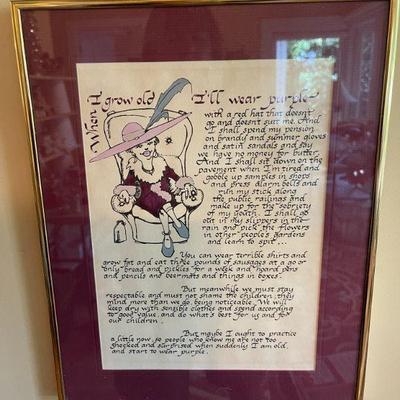 When I grow old I'll wear purple
with a red hat that doesn't
go and doesn't suit me. And
I shall spend my pension
on brandy and summer gloves
and satin sandals and say
we have no money for butter.
And I shall sit down on the
pavement when I'm tired and
gobble up samples in shops
and press alarm bells and
run my stick along
the public railings and
make up for the sobriety
of my youth. I shall go
out in my slippers in the
rain and pick the flowers
in other people's gardens
and learn to spit...
You can wear terrible shirts and
grow fat and eat three pounds of sausages at a go or
only bread and pickles for a week and hoard pens
and pencils and beermats and things in boxes.
But meanwhile we must stay
respectable and must not shame the children; they
mind more than we do, being noticeable. We will
keep dry with sensible clothes and spend according
to good value, and do what's best for us and for
our children.
But maybe I ought to practice
a little now, so people who know me are not too
shocked and surprised when suddenly I am old,
and start to wear purple.